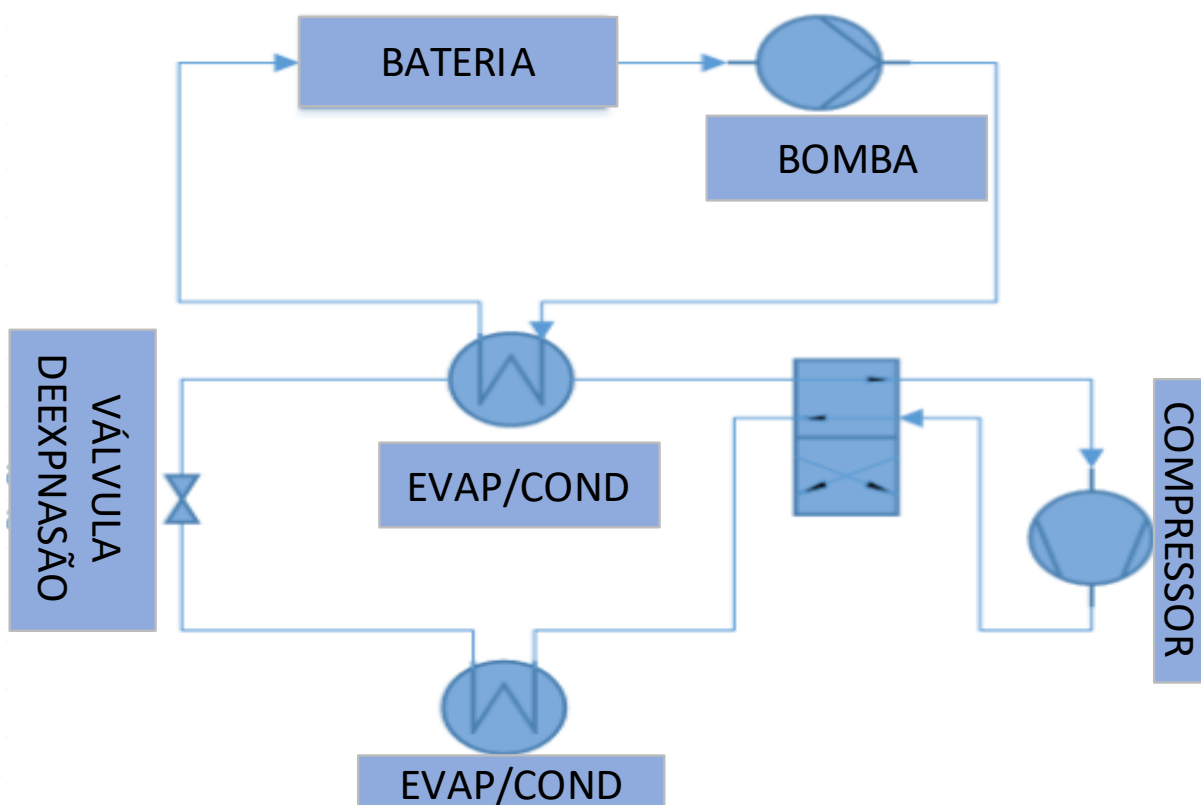 BATERIA
BOMBA
VÁLVULA
DEEXPNASÃO
EVAP/COND
COMPRESSOR
EVAP/COND